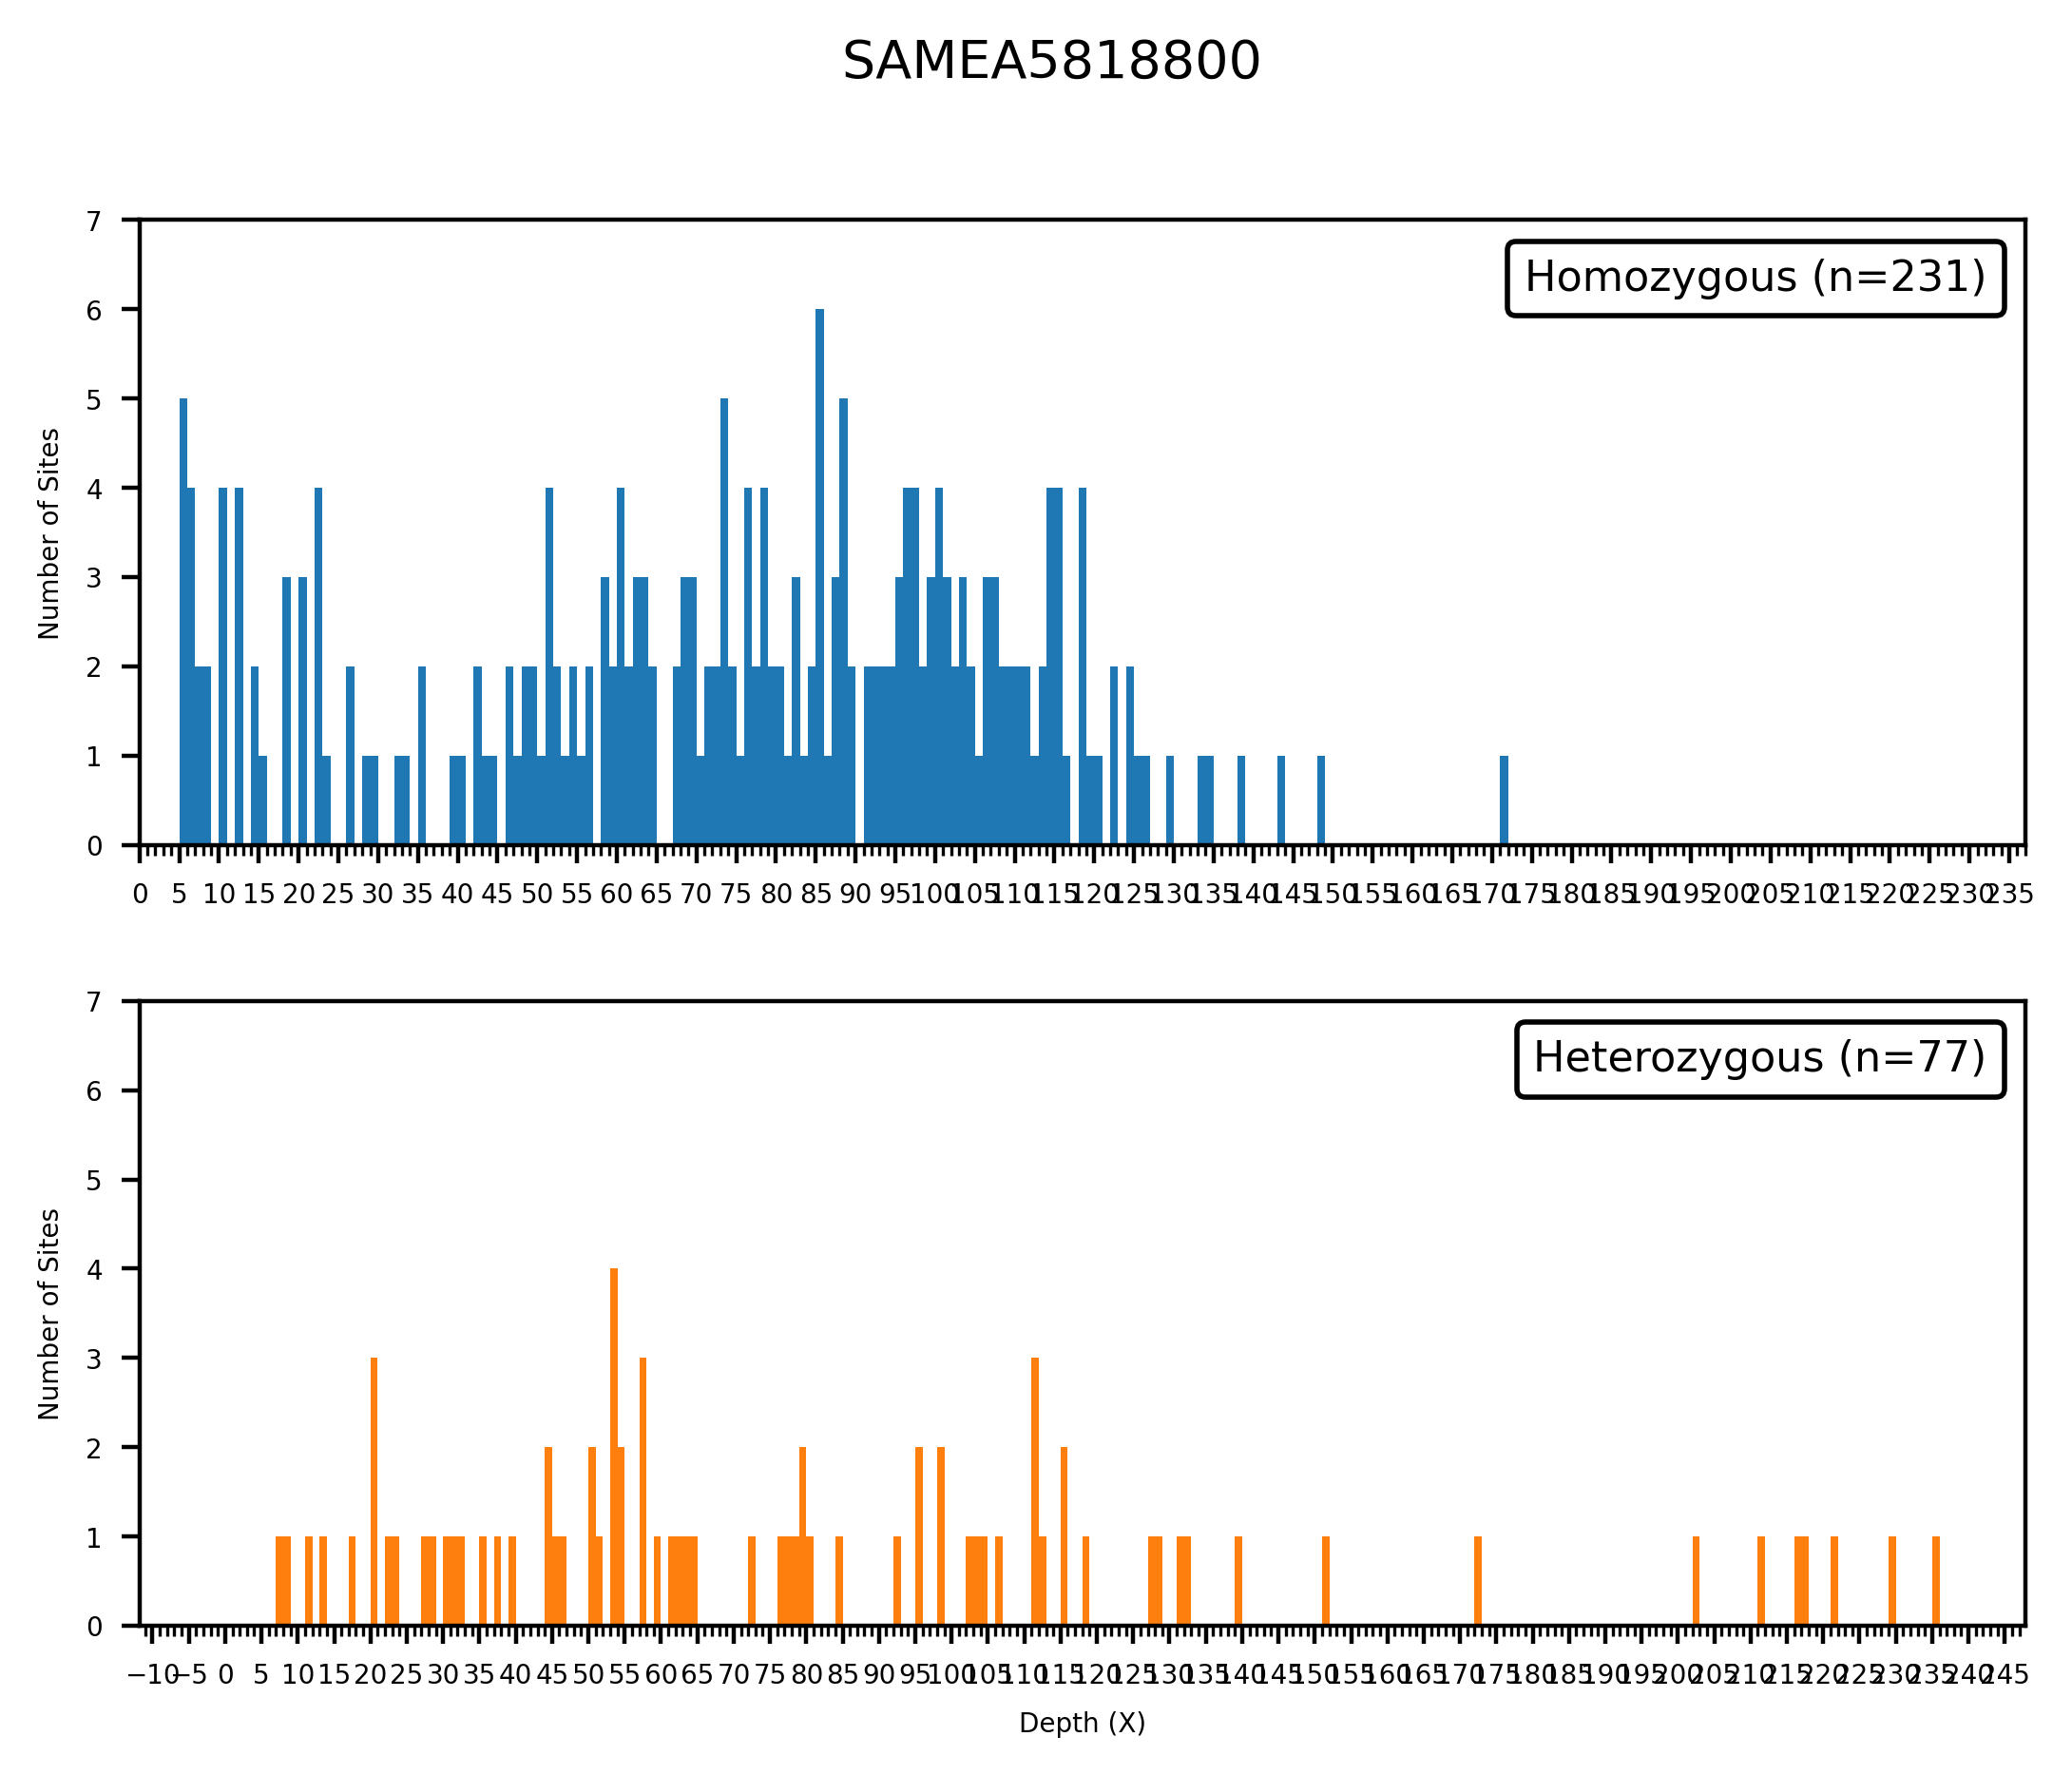 SAMEA5818800
7
Homozygous (n=231)
6
5
4
3
2
1
0
Number of Sites
0 5 10 15 20 25 30 35 40 45 50 55 60 65 70 75 80 85 90 95 100 105 110 115 120 125 130 135 140 145 150 155 160 165 170 175 180 185 190 195 200 205 210 215 220 225 230 235
7
Heterozygous (n=77)
6
5
4
3
2
1
0
Number of Sites
−10 −5 0 5 10 15 20 25 30 35 40 45 50 55 60 65 70 75 80 85 90 95 100 105 110 115 120 125 130 135 140 145 150 155 160 165 170 175 180 185 190 195 200 205 210 215 220 225 230 235 240 245
Depth (X)